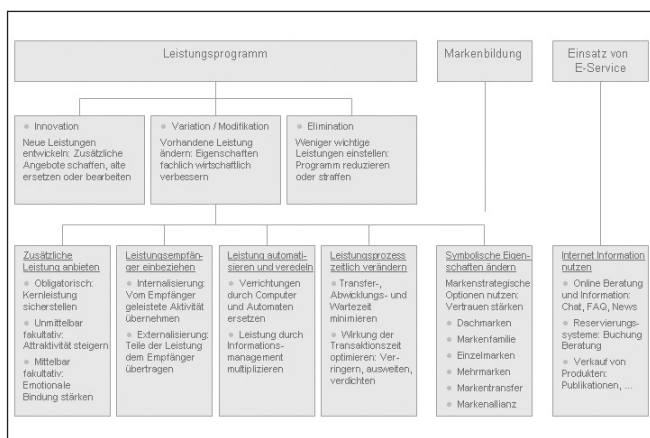 Leistungsprogramm
Markenbildung
Einsatz von
E-Service
Innovation
Neue Leistungen
entwickeln: Zusätzliche
Angebote schaffen, alte
ersetzen oder bearbeiten
Variation / Modifikation
Vorhandene Leistung
ändern: Eigenschaften
fachlich wirtschaftlich
verbessern
Elimination
Weniger wichtige
Leistungen einstellen:
Programm reduzieren
oder straffen
Zusätzliche
Leistung anbieten
Obligatorisch:
Kernleistung
sicherstellen
Unmittelbar
fakultativ:
Attraktivität steigern
Mittelbar
fakultativ:
Emotionale
Bindung stärken
Leistungsempfän-
ger einbeziehen
Internalisierung:
Vom Empfänger
geleistete Aktivität
übernehmen
Externalisierung:
Teile der Leistung
dem Empfänger
übertragen
Leistung automati-
sieren und veredeln
Verrichtungen
durch Computer
und Automaten
ersetzen
Leistung durch
Informations-
management
multiplizieren
Leistungsprozess
zeitlich verändern
Transfer-,
Abwicklungs- und
Wartezeit
minimieren
Wirkung der
Transaktionszeit
optimieren: Ver-
ringern, ausweiten,
verdichten
Symbolische Eigen-
schaften ändern
Markenstrategische
Optionen nutzen:
Vertrauen stärken
Dachmarken
Markenfamilie
Einzelmarken
Mehrmarken
Markentransfer
Markenallianz
Internet Information
nutzen
Online Beratung
und Information:
Chat, FAQ, News
Reservierungs-
systeme: Buchung
Beratung
Verkauf von
Produkten:
Publikationen, ...